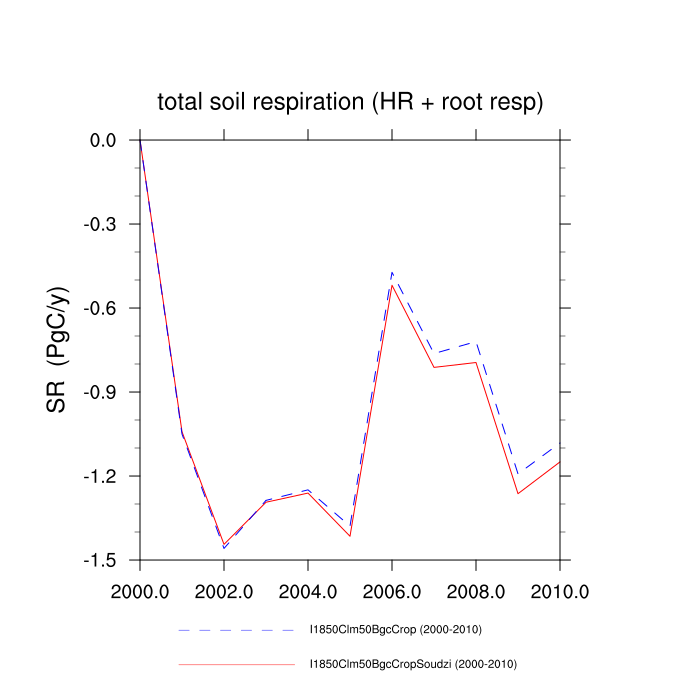 total soil respiration (HR + root resp)
SR (PgC/y)
0.0
-0.3
-0.6
-0.9
-1.2
-1.5
2000.0 2002.0 2004.0 2006.0 2008.0 2010.0
I1850Clm50BgcCrop (2000-2010)
I1850Clm50BgcCropSoudzi (2000-2010)